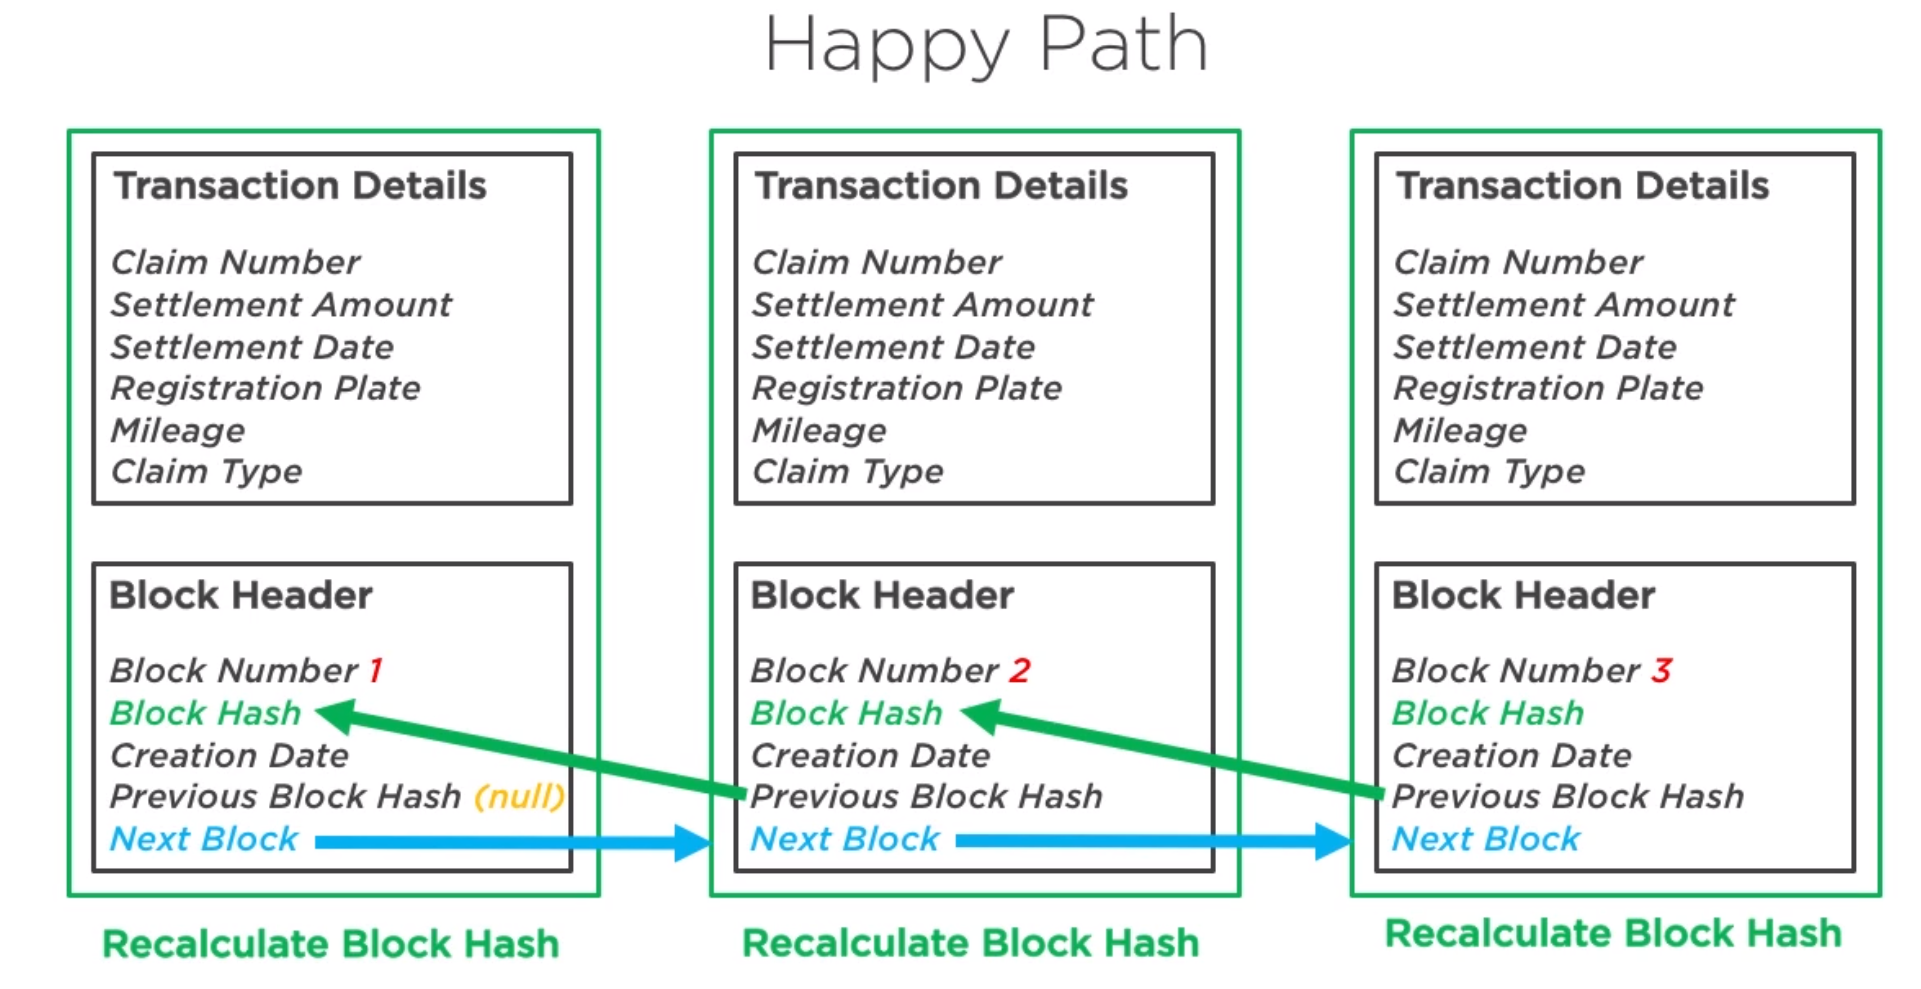 Happy Path
Transaction Details
Claim Number
Settlement Amount
Settlement Date
Registration Plate
Mileage
Claim Type
Block Header
Block Number 1
Block Hash
Creation Date
Previous Block Hash (null)
Next Block
Recalculate Block Hash
Transaction Details
Claim Number
Settlement Amount
Settlement Date
Registration Plate
Mileage
Claim Type
Block Header
Block Number 2
Block Hash
Creation Date
Previous Block Hash
Next Block
Recalculate Block Hash
Transaction Details
Claim Number
Settlement Amount
Settlement Date
Registration Plate
Mileage
Claim Type
Block Header
Block Number 3
Block Hash
Creation Date
Previous Block Hash
Next Block
Recalculate Block Hash